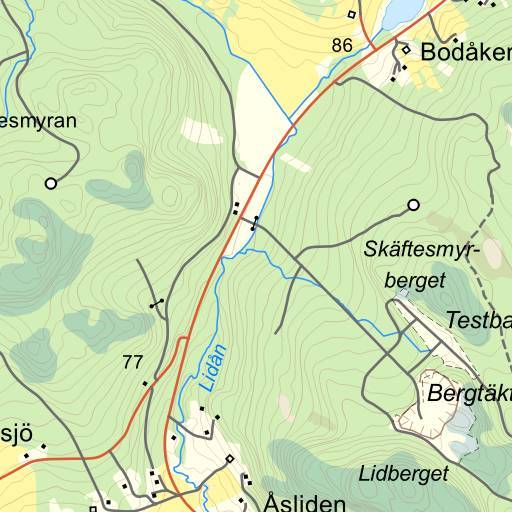 86
Bodåker
esmyran
Skäftesmyr-
berget
Testba
77
Lidån
Bergtäkt
sjö
Lidberget
Åsliden